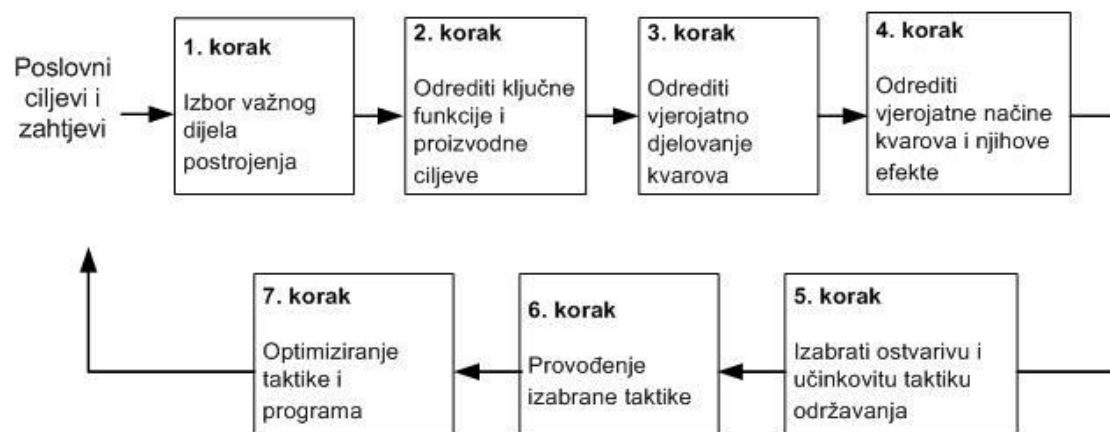 Poslovni
ciljevi i
zahtjevi
1. korak
Izbor važnog
dijela
postrojenja
2. korak
Odrediti ključne
funkcije i
proizvodne
ciljeve
3. korak
Odrediti
vjerojatno
djelovanje
kvarova
4. korak
Odrediti
vjerojatne načine
kvarova i njihove
efekte
5. korak
Izabrati ostvarivu i
učinkovitu taktiku
održavanja
6. korak
Provođenje
izabrane taktike
7. korak
Optimiziranje
taktike i
programa